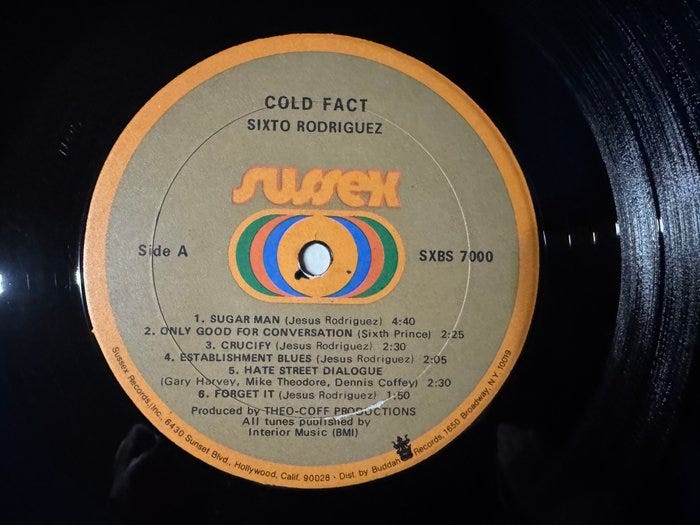 COLD FACT
SIXTO RODRIGUEZ
sussex
Side A
SXBS 7000
1. SUGAR MAN (Jesus Rodriguez) 4:40
2. ONLY GOOD FOR CONVERSATION (Sixth Prince) 2:25
3. CRUCIFY (Jesus Rodriguez) 2:30
4. ESTABLISHMENT BLUES (Jesus Rodriguez) 2:05
5. HATE STREET DIALOGUE
(Gary Harvey, Mike Theodore, Dennis Coffey) 2:30
6. FORGET IT (Jesus Rodriguez) 1:50
Produced by THEO-COFF PRODUCTIONS
All tunes published by
Interior Music (BMI)
Sussex Records, Inc., 6430 Sunset Blvd., Hollywood, Calif. 90028 · Dist. by Buddah Records, 1650 Broadway, N.Y. 10019